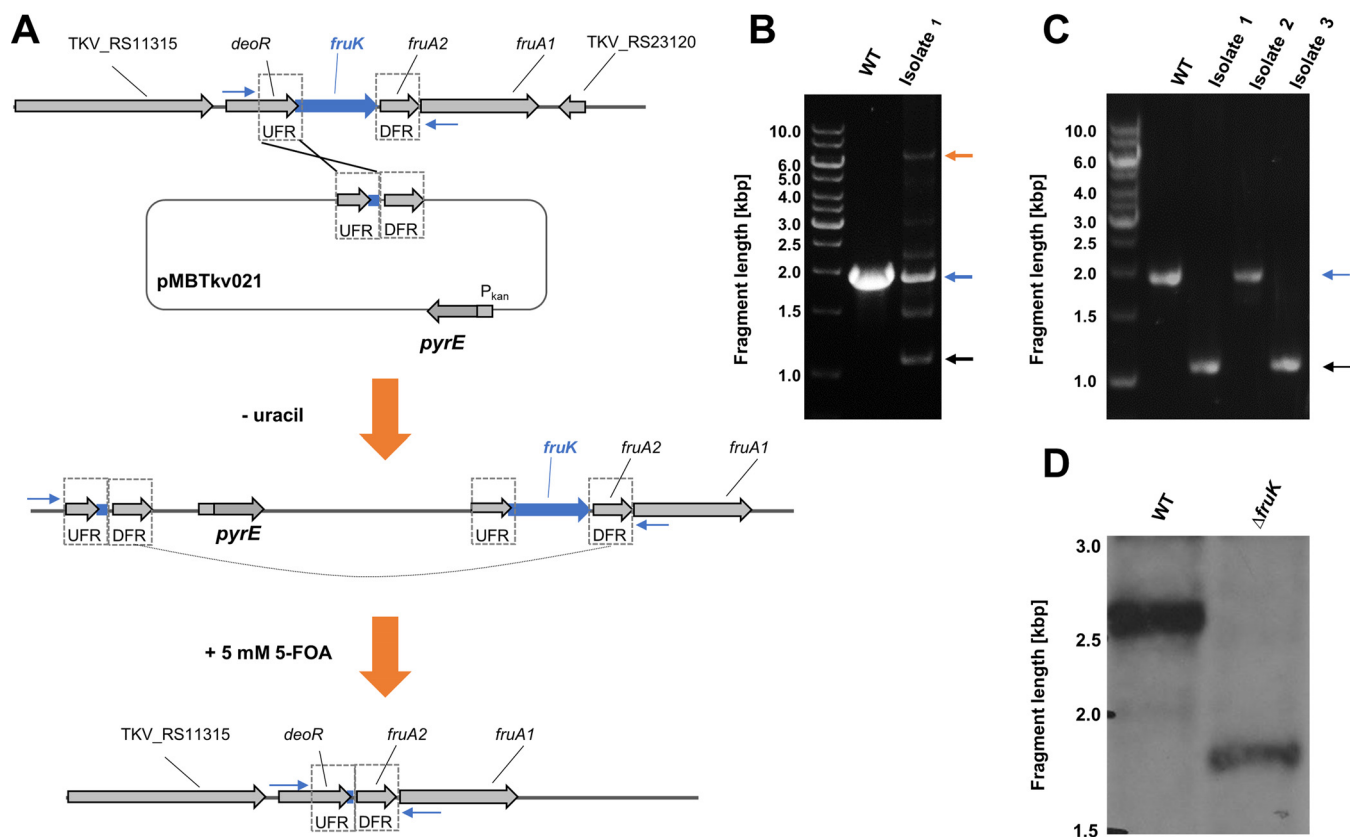 A
TKV_RS11315
deoR
fruK
fruA2
fruA1
TKV_RS23120
UFR
DFR
UFR
DFR
pMBTkv021
Pkan
pyrE
- uracil
fruK
fruA2
fruA1
UFR
DFR
pyrE
UFR
DFR
+ 5 mM 5-FOA
TKV_RS11315
deoR
fruA2
fruA1
UFR
DFR
B
WT
Isolate 1
Fragment length [kbp]
10.0
6.0
5.0
4.0
3.0
2.5
2.0
1.5
1.0
C
WT
Isolate 1
Isolate 2
Isolate 3
Fragment length [kbp]
10.0
6.0
5.0
4.0
3.0
2.5
2.0
1.5
1.0
D
WT
ΔfruK
Fragment length [kbp]
3.0
2.5
2.0
1.5